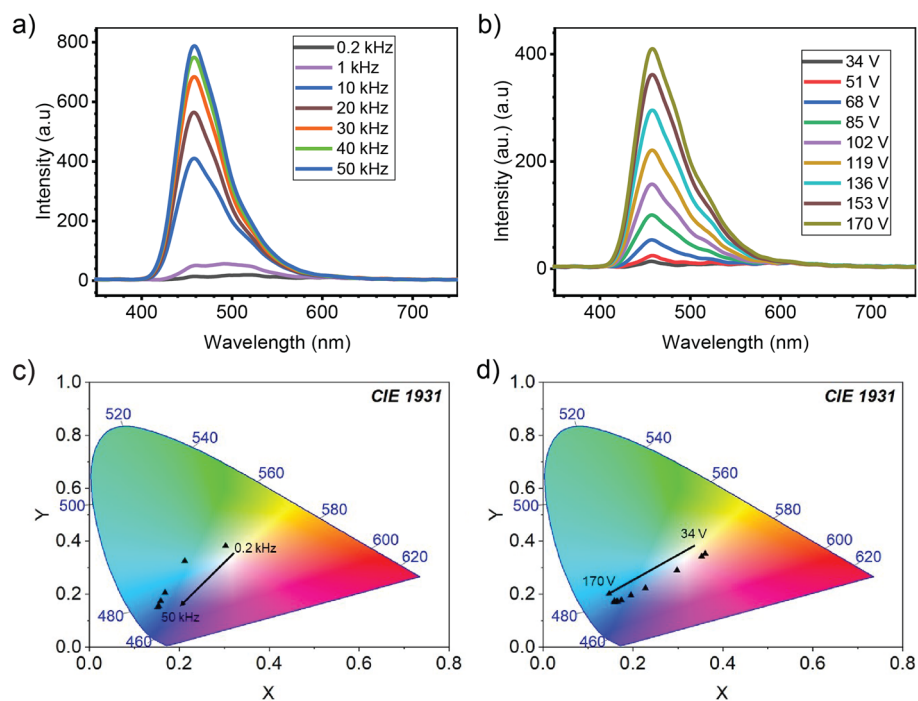 a)
Intensity (a.u)
800
600
400
200
0
400
500
600
700
Wavelength (nm)
0.2 kHz
1 kHz
10 kHz
20 kHz
30 kHz
40 kHz
50 kHz
b)
Intensity (au.) (a.u)
400
200
0
400
500
600
700
Wavelength (nm)
34 V
51 V
68 V
85 V
102 V
119 V
136 V
153 V
170 V
c)
CIE 1931
Y
1.0
0.8
0.6
0.4
0.2
0.0
0.0
0.2
0.4
0.6
0.8
X
520
540
560
580
600
620
500
480
460
0.2 kHz
50 kHz
d)
CIE 1931
Y
1.0
0.8
0.6
0.4
0.2
0.0
0.0
0.2
0.4
0.6
0.8
X
520
540
560
580
600
620
500
480
460
34 V
170 V